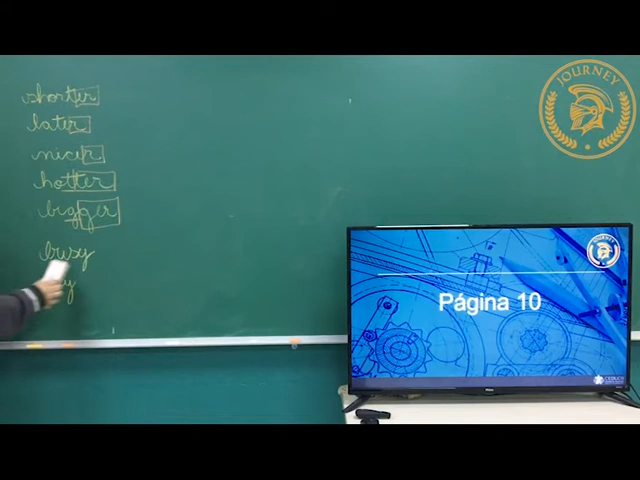 shorter
later
nicer
hotter
bigger
busy
JOURNEY
Página 10